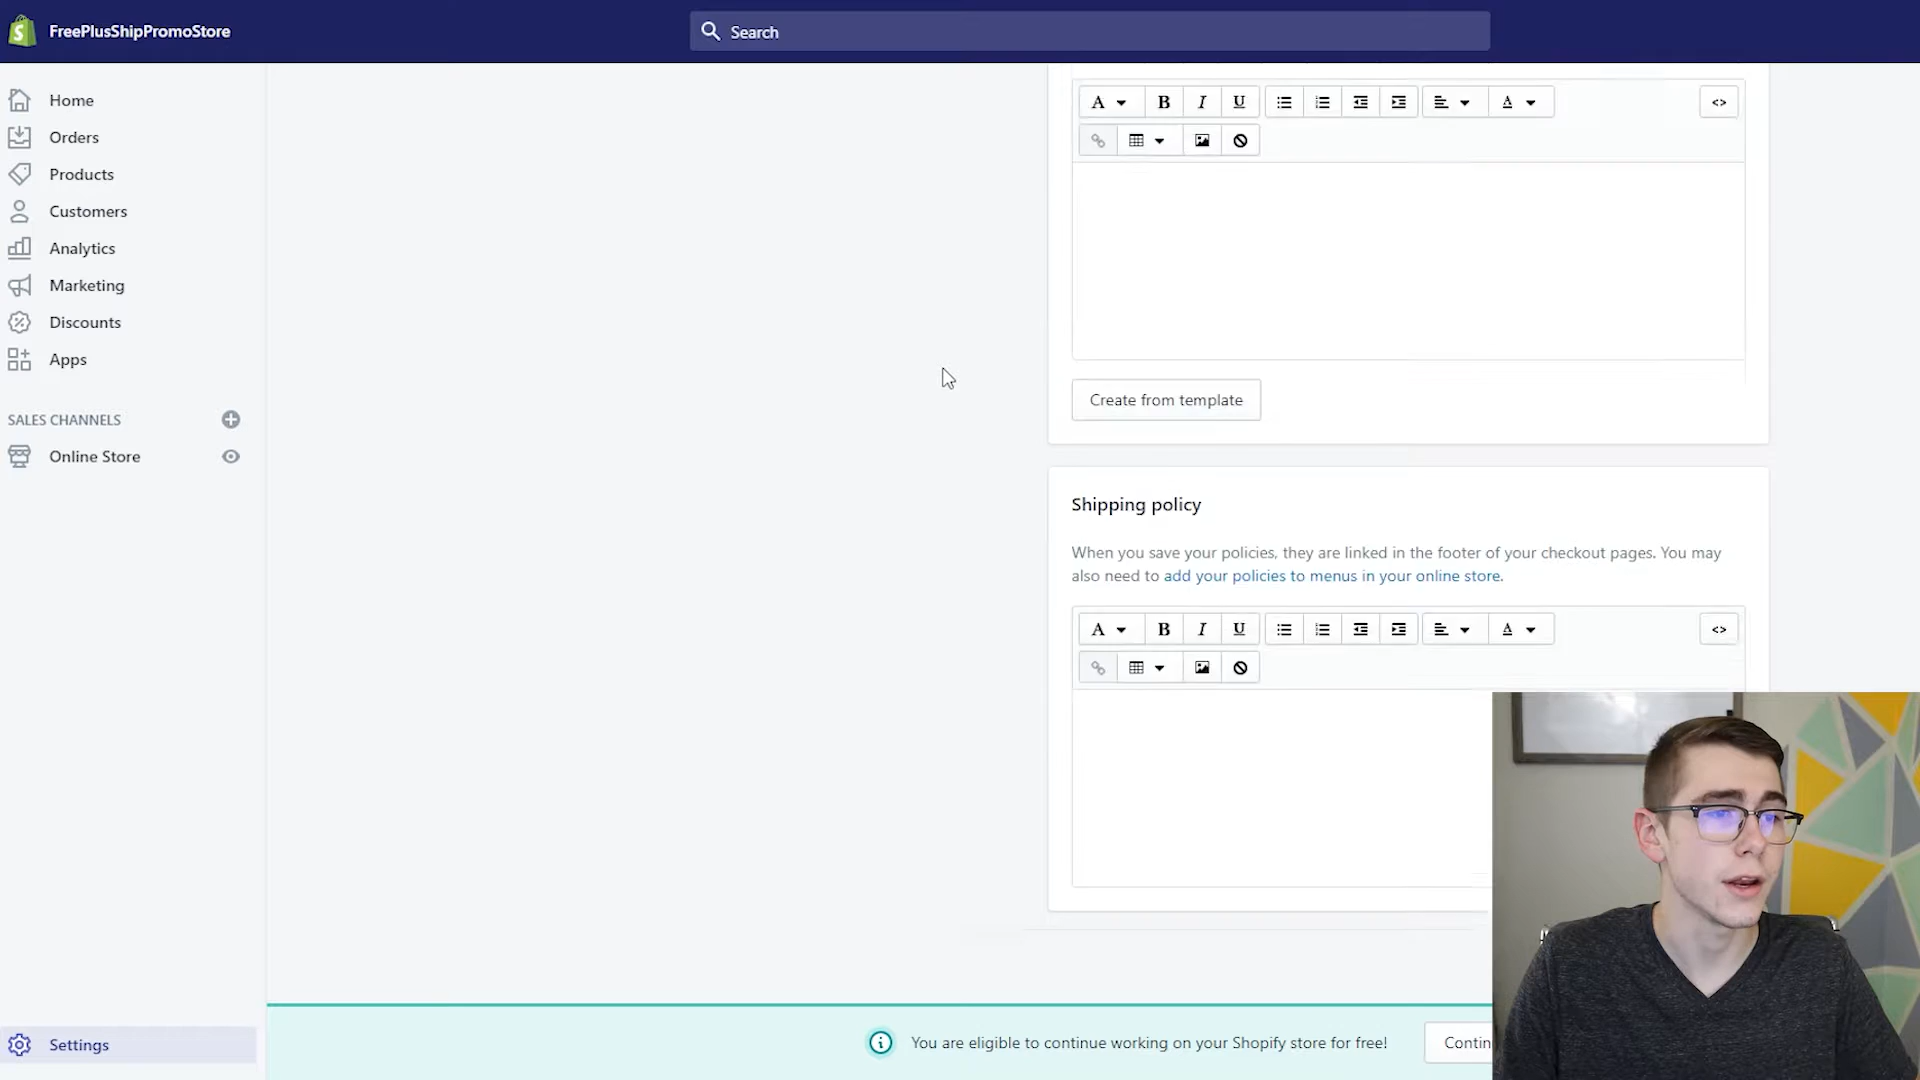 FreePlusShipPromoStore
Search
Home
Orders
Products
Customers
Analytics
Marketing
Discounts
Apps
SALES CHANNELS
Online Store
Settings
A B I U A <>
Create from template
Shipping policy
When you save your policies, they are linked in the footer of your checkout pages. You may
also need to add your policies to menus in your online store.
A B I U A <>
You are eligible to continue working on your Shopify store for free!
Contin